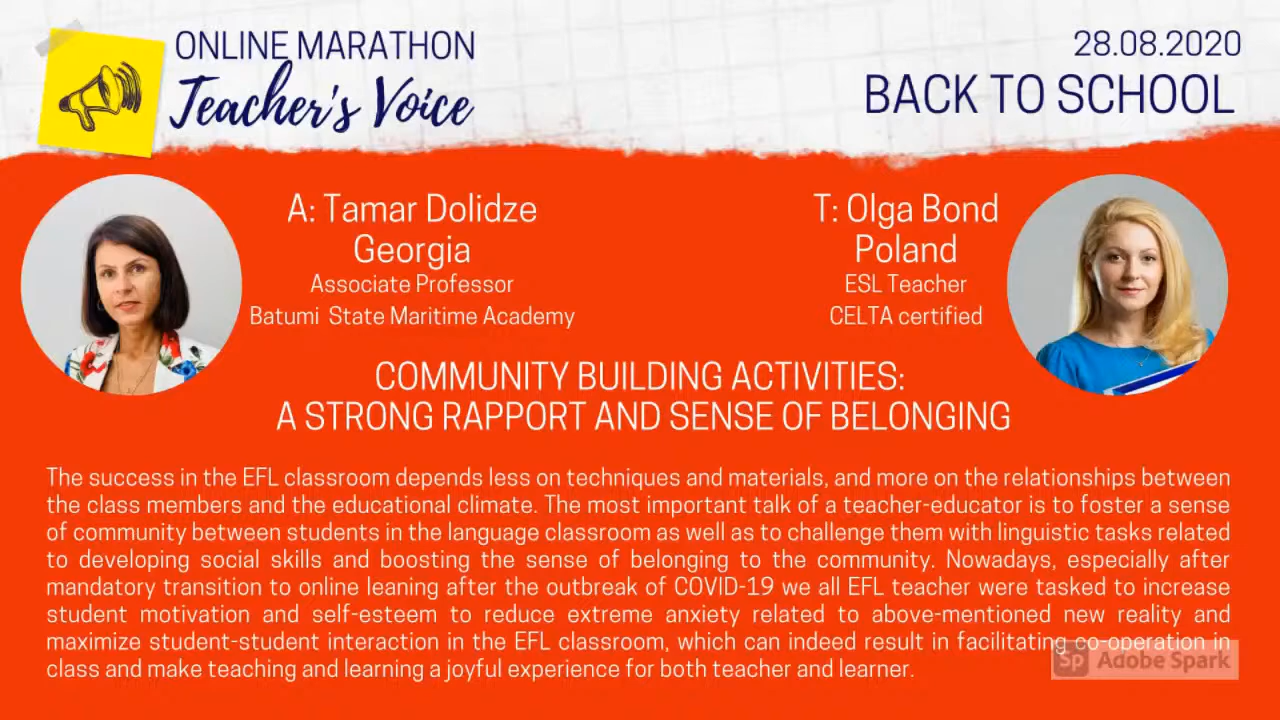 ONLINE MARATHON
Teacher's Voice
28.08.2020
BACK TO SCHOOL
A: Tamar Dolidze
Georgia
Associate Professor
Batumi State Maritime Academy
T: Olga Bond
Poland
ESL Teacher
CELTA certified
COMMUNITY BUILDING ACTIVITIES:
A STRONG RAPPORT AND SENSE OF BELONGING
The success in the EFL classroom depends less on techniques and materials, and more on the relationships between
the class members and the educational climate. The most important talk of a teacher-educator is to foster a sense
of community between students in the language classroom as well as to challenge them with linguistic tasks related
to developing social skills and boosting the sense of belonging to the community. Nowadays, especially after
mandatory transition to online leaning after the outbreak of COVID-19 we all EFL teacher were tasked to increase
student motivation and self-esteem to reduce extreme anxiety related to above-mentioned new reality and
maximize student-student interaction in the EFL classroom, which can indeed result in facilitating co-operation in
class and make teaching and learning a joyful experience for both teacher and learner.
Sp Adobe Spark